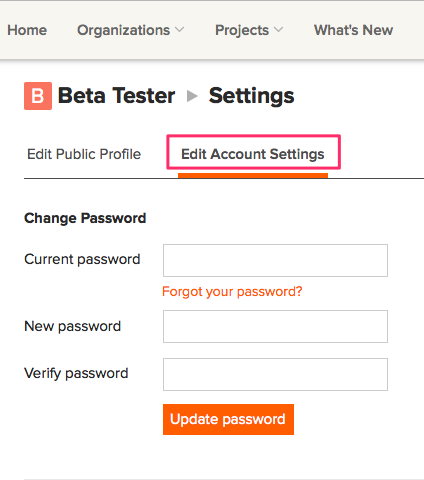 Home Organizations Projects What's New
B Beta Tester Settings
Edit Public Profile Edit Account Settings
Change Password
Current password
Forgot your password?
New password
Verify password
Update password